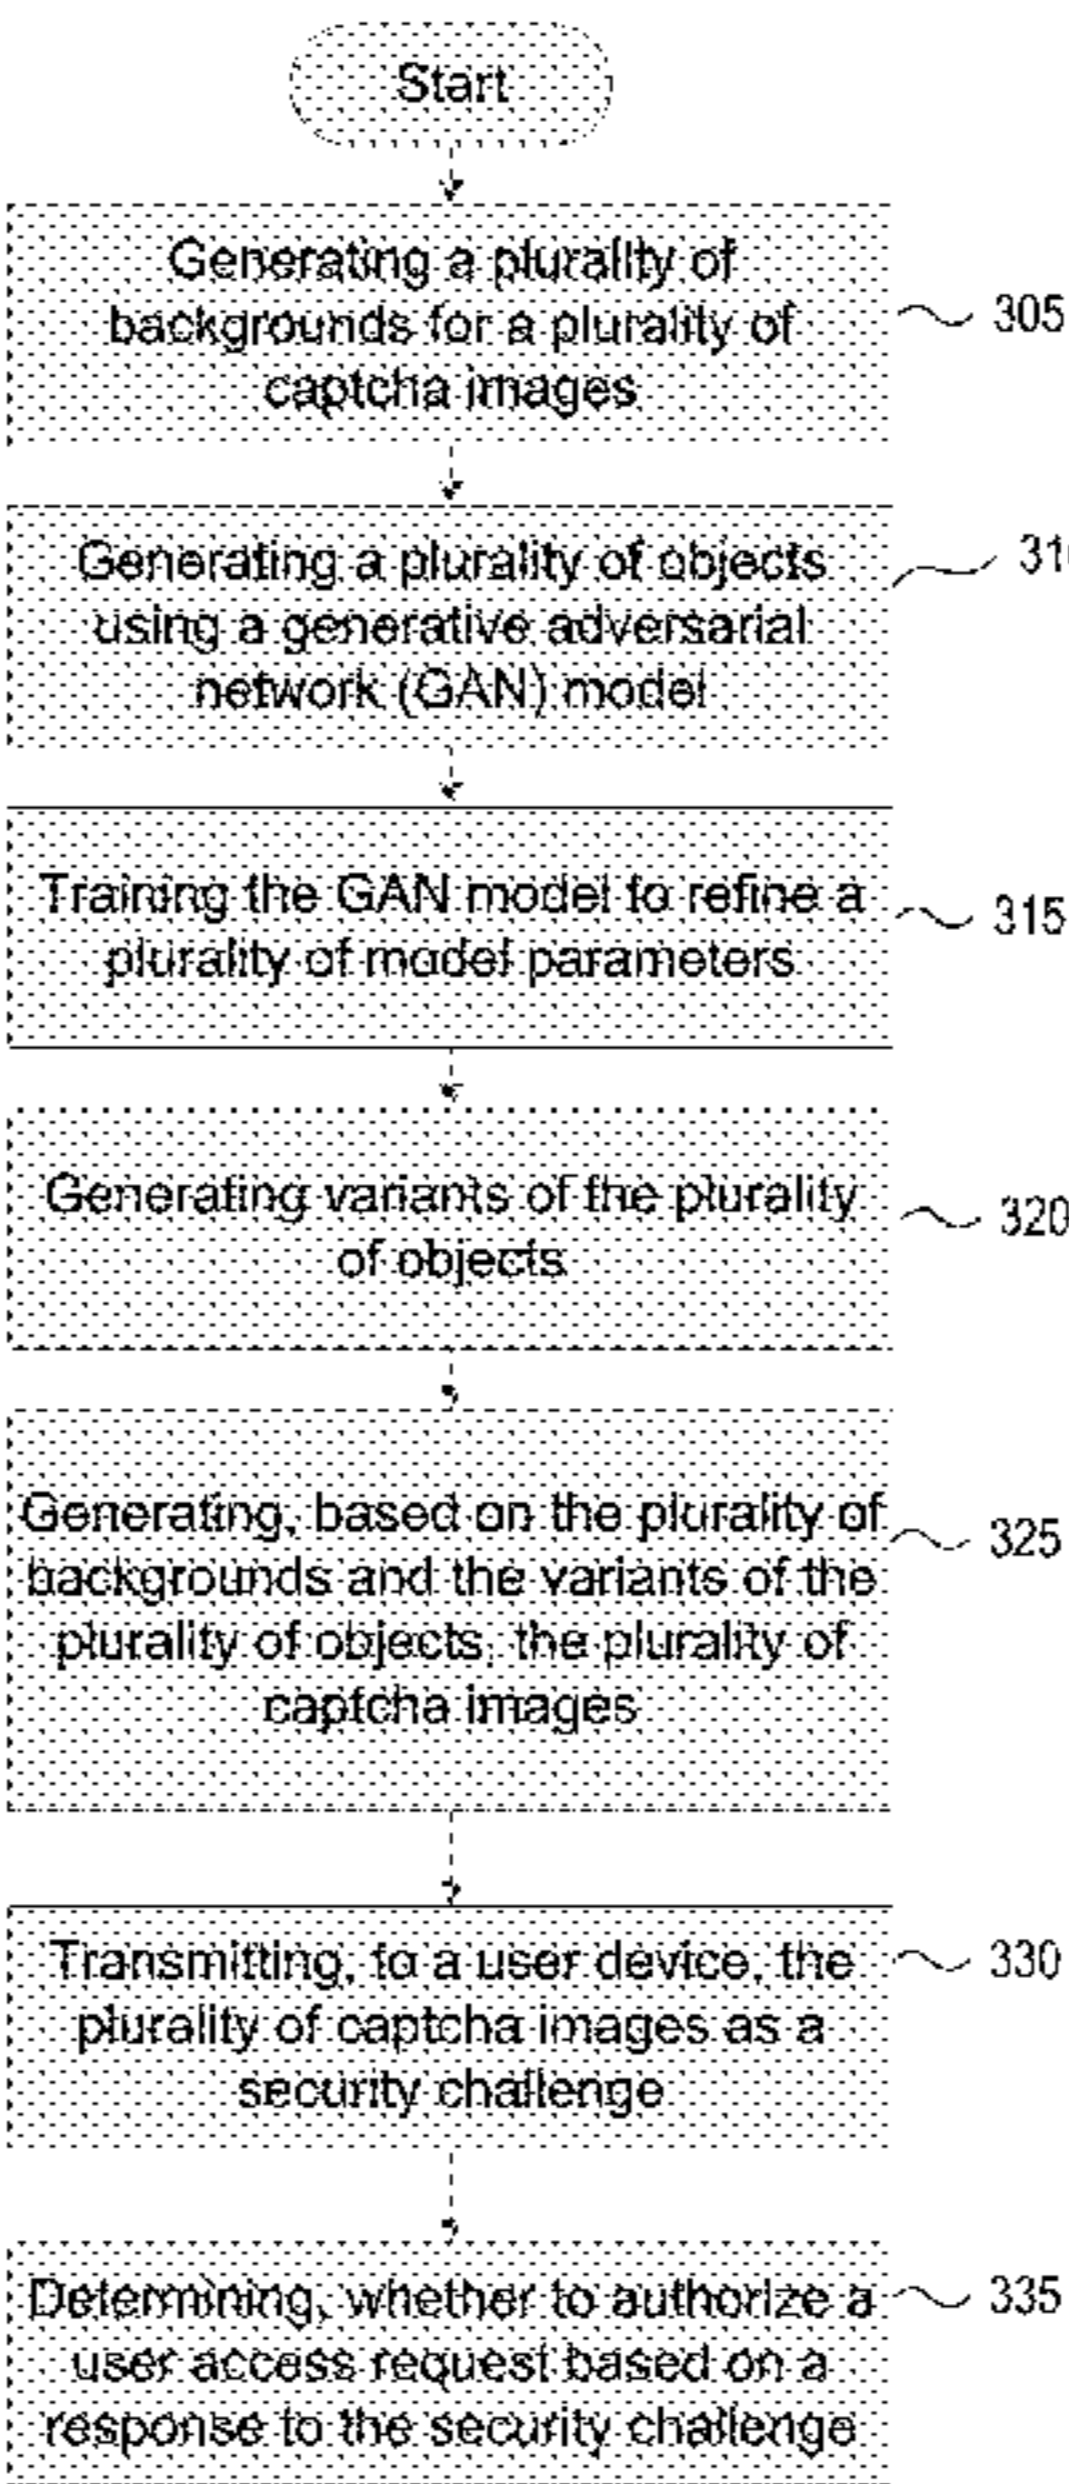 Start
Generating a plurality of
backgrounds for a plurality of
captcha images
305
Generating a plurality of objects
using a generative adversarial
network (GAN) model
310
Training the GAN model to refine a
plurality of model parameters
315
Generating variants of the plurality
of objects
320
Generating, based on the plurality of
backgrounds and the variants of the
plurality of objects, the plurality of
captcha images
325
Transmitting, to a user device, the
plurality of captcha images as a
security challenge
330
Determining, whether to authorize a
user access request based on a
response to the security challenge
335